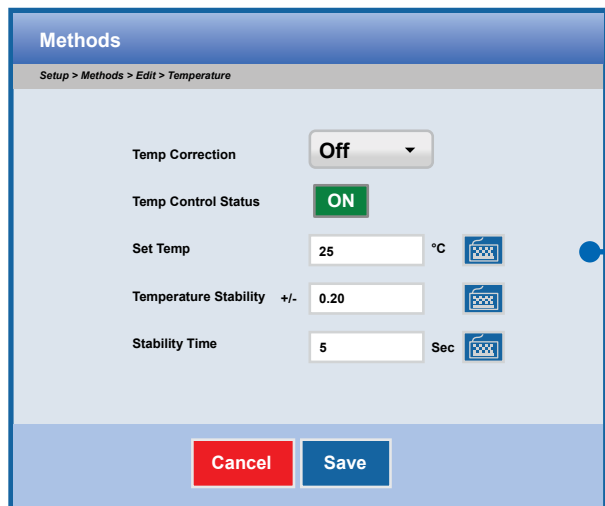 Methods
Setup > Methods > Edit > Temperature
Temp Correction Off
Temp Control Status ON
Set Temp 25 °C
Temperature Stability +/- 0.20
Stability Time 5 Sec
Cancel Save